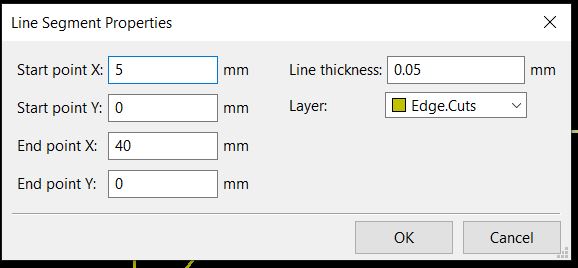 Line Segment Properties
Start point X: 5 mm Line thickness: 0.05 mm
Start point Y: 0 mm Layer: Edge.Cuts
End point X: 40 mm
End point Y: 0 mm
OK Cancel